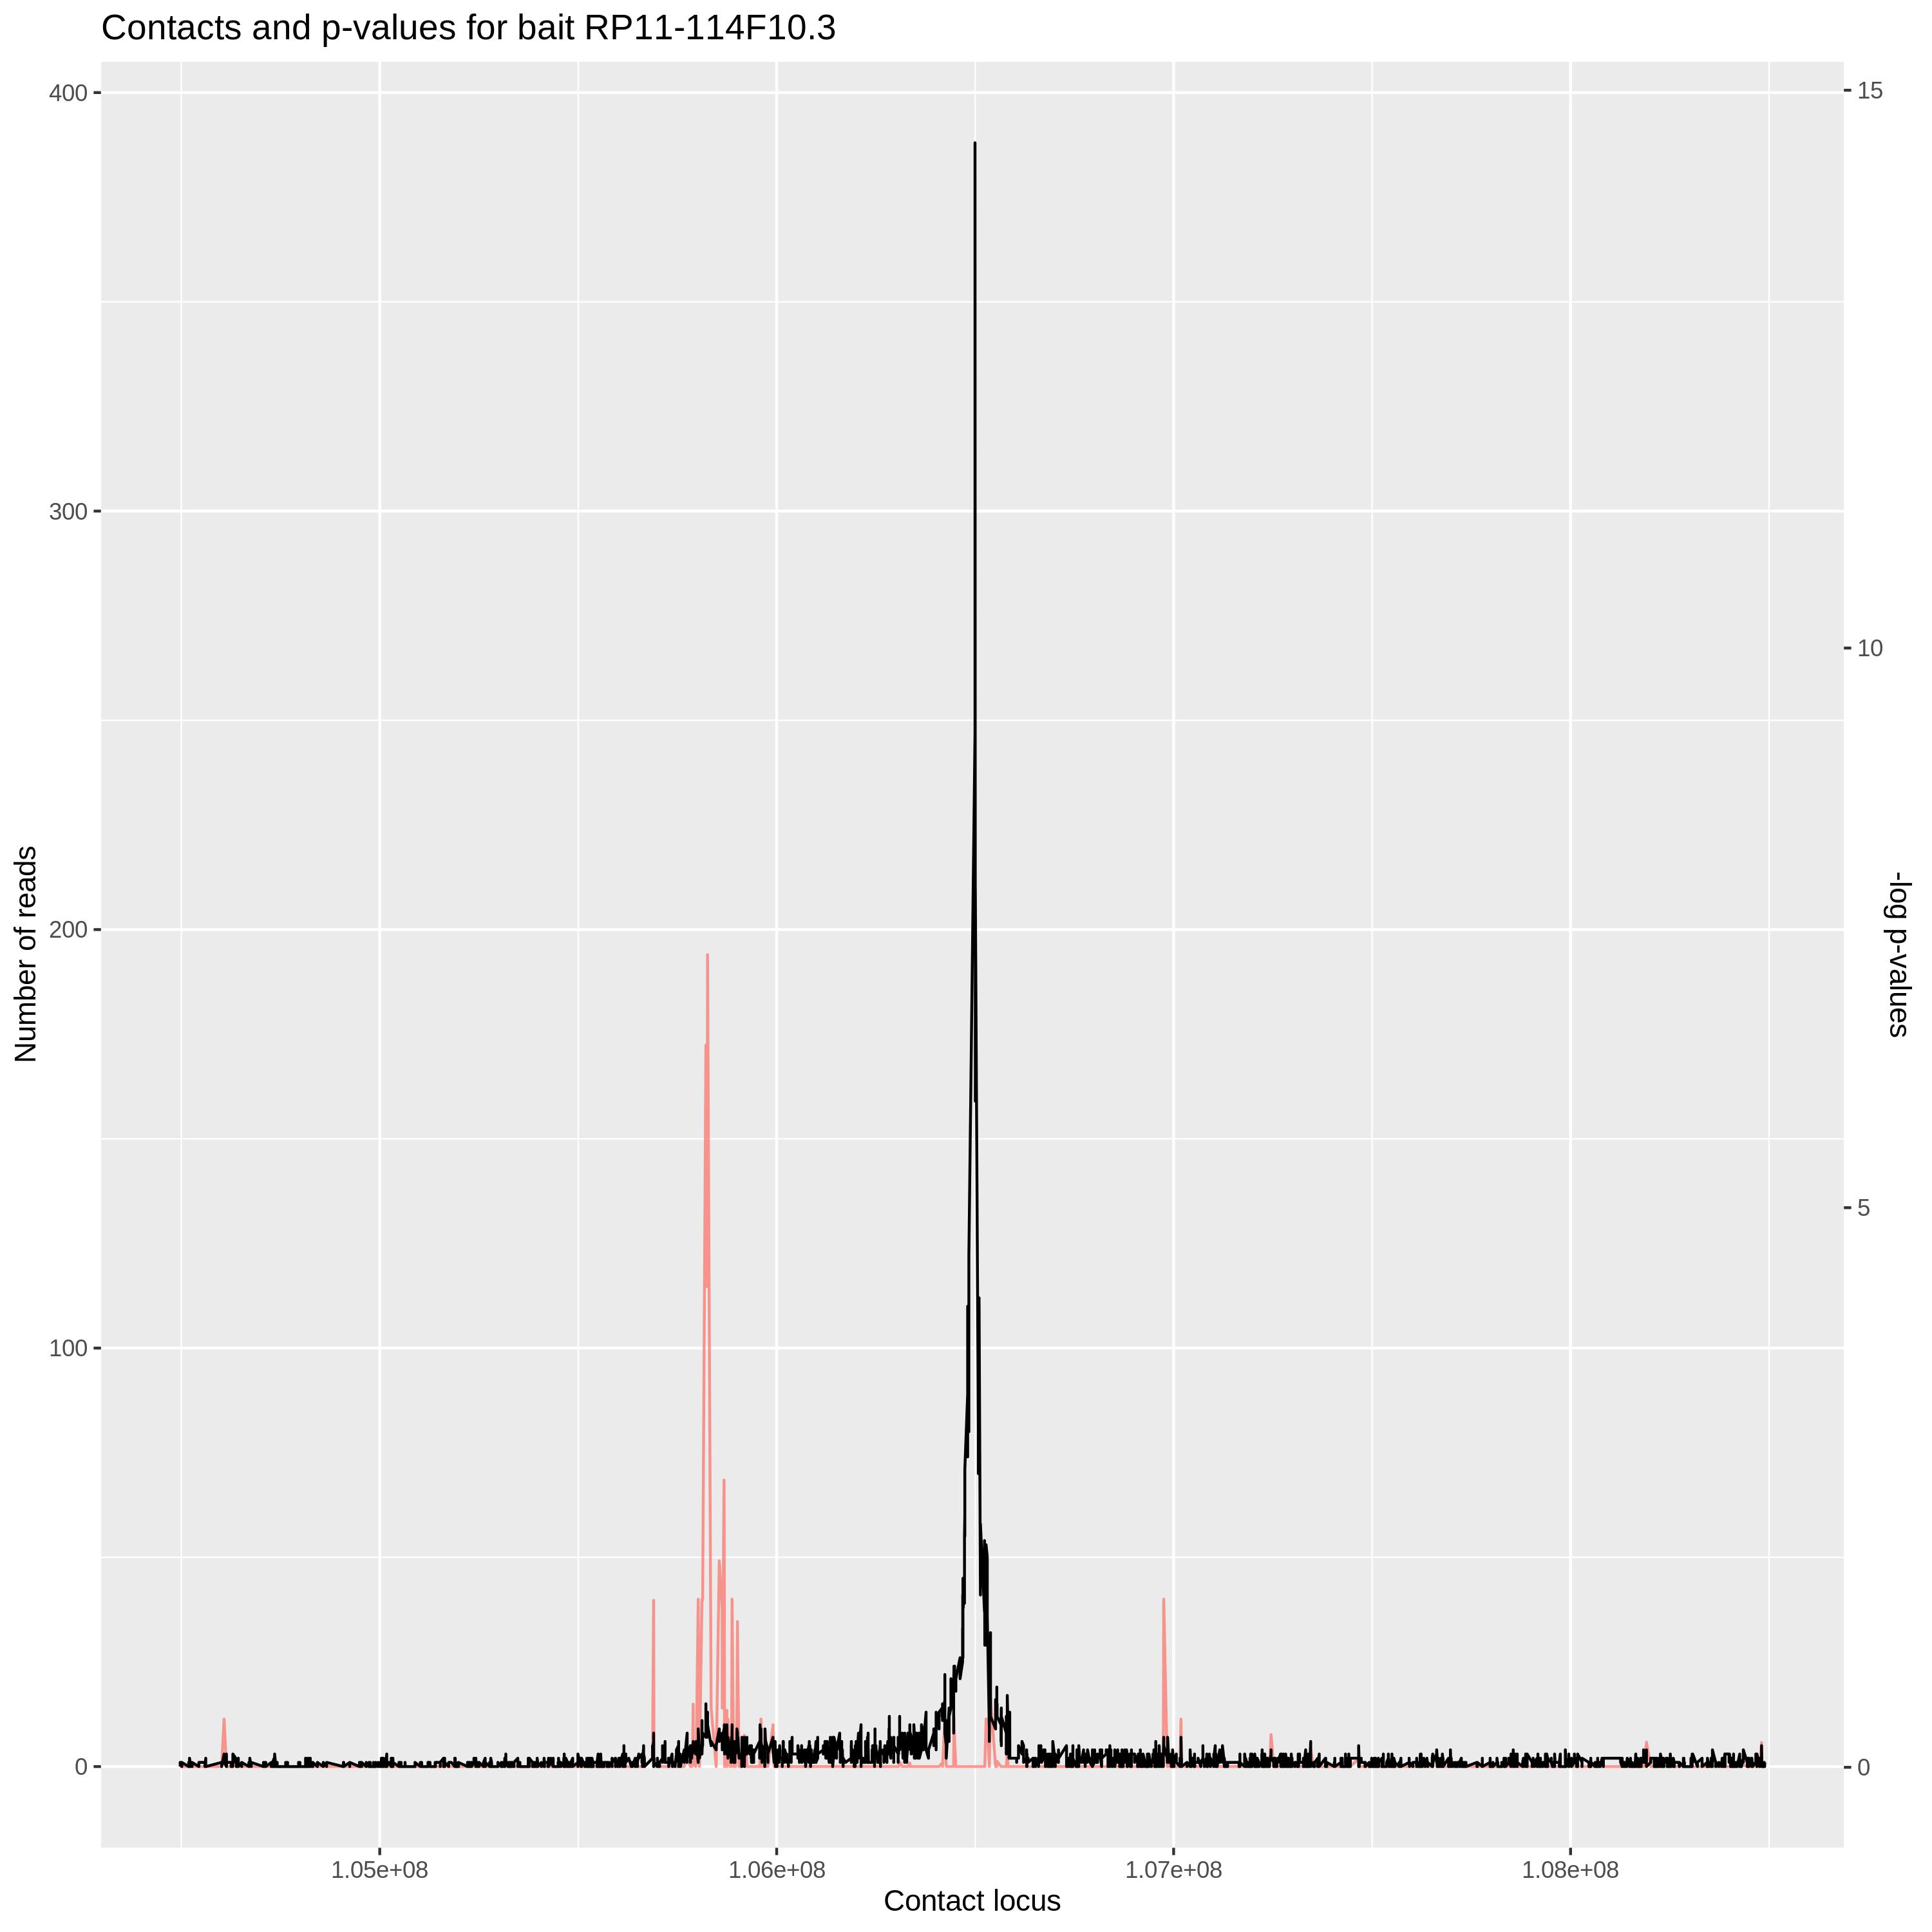 Contacts and p-values for bait RP11-114F10.3
400
300
200
100
0
15
10
5
0
Number of reads
-log p-values
1.05e+08
1.06e+08
1.07e+08
1.08e+08
Contact locus